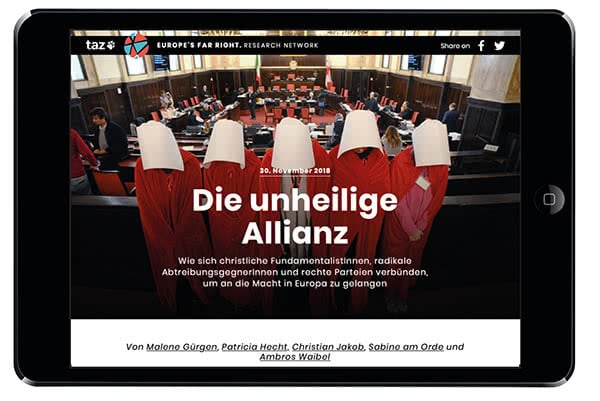 taz
EUROPE'S FAR RIGHT. RESEARCH NETWORK
Share on
30. November 2018
Die unheilige
Allianz
Wie sich christliche FundamentalistInnen, radikale
AbtreibungsgegnerInnen und rechte Parteien verbünden,
um an die Macht in Europa zu gelangen
Von Malene Gürgen, Patricia Hecht, Christian Jakob, Sabine am Orde und
Ambros Waibel